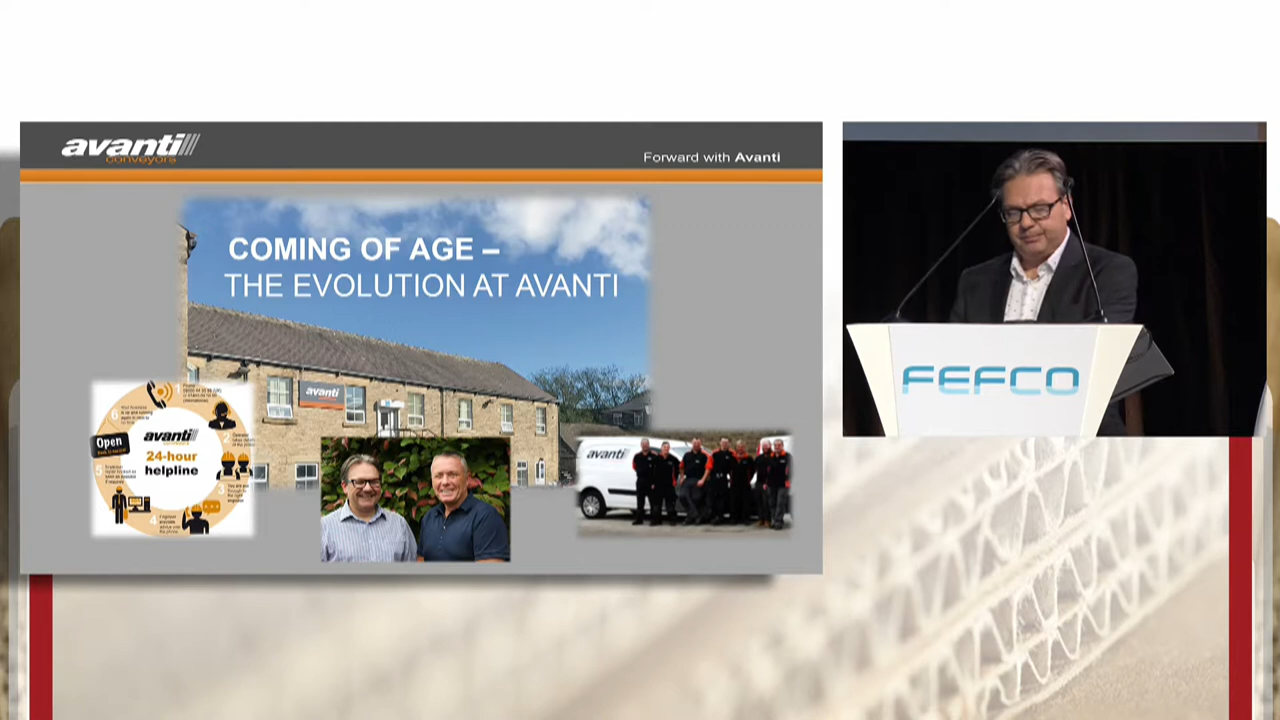 avanti
conveyors
Forward with Avanti
COMING OF AGE –
THE EVOLUTION AT AVANTI
avanti
Open
avanti
conveyors
24-hour
helpline
avanti
FEFCO